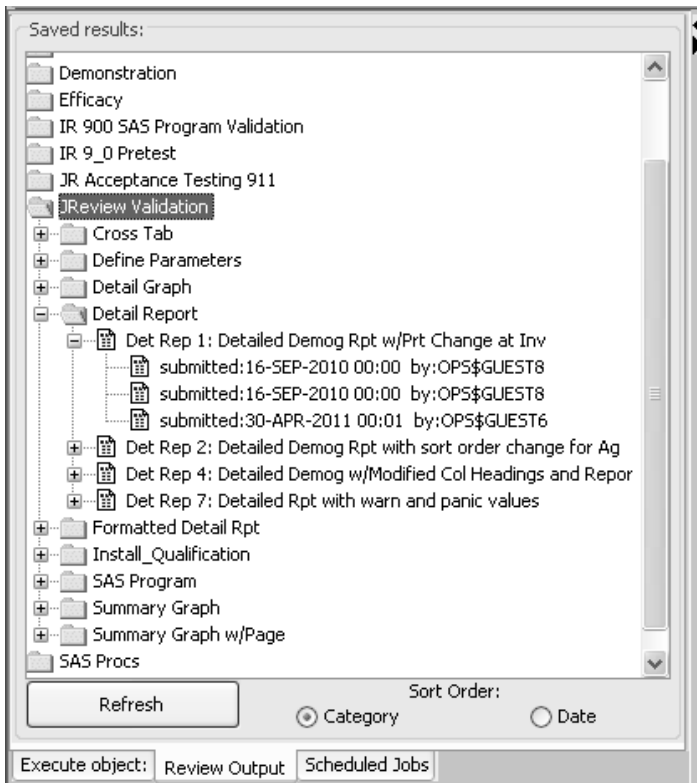 Saved results:
Demonstration
Efficacy
IR 900 SAS Program Validation
IR 9_0 Pretest
JR Acceptance Testing 911
JReview Validation
Cross Tab
Define Parameters
Detail Graph
Detail Report
Det Rep 1: Detailed Demog Rpt w/Prt Change at Inv
submitted:16-SEP-2010 00:00 by:OPS$GUEST8
submitted:16-SEP-2010 00:00 by:OPS$GUEST8
submitted:30-APR-2011 00:01 by:OPS$GUEST6
Det Rep 2: Detailed Demog Rpt with sort order change for Ag
Det Rep 4: Detailed Demog w/Modified Col Headings and Repor
Det Rep 7: Detailed Rpt with warn and panic values
Formatted Detail Rpt
Install_Qualification
SAS Program
Summary Graph
Summary Graph w/Page
SAS Procs
Refresh
Sort Order:
Category Date
Execute object: Review Output Scheduled Jobs